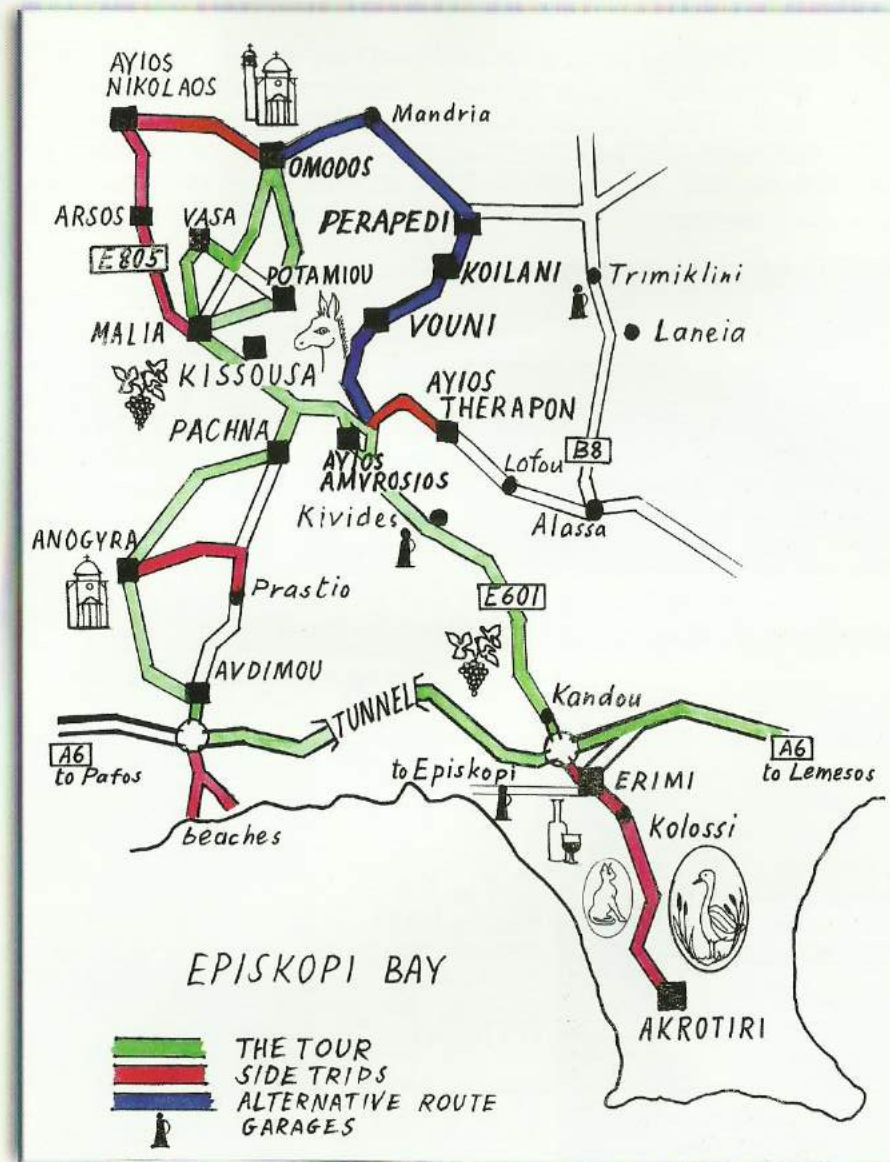 AYIOS
NIKOLAOS
Mandria
OMODOS
ARSOS
VASA
PERAPEDI
E805
POTAMIOU
KOILANI
Trimiklini
MALIA
VOUNI
Laneia
KISSOUSA
AYIOS
THERAPON
PACHNA
AYIOS
AMVROSIOS
Lofou
B8
Kivides
Alassa
ANOGYRA
Prastio
E601
AVDIMOU
TUNNEL
Kandou
A6
to Pafos
A6
to Lemesos
to Episkopi
ERIMI
beaches
Kolossi
EPISKOPI BAY
AKROTIRI
THE TOUR
SIDE TRIPS
ALTERNATIVE ROUTE
GARAGES